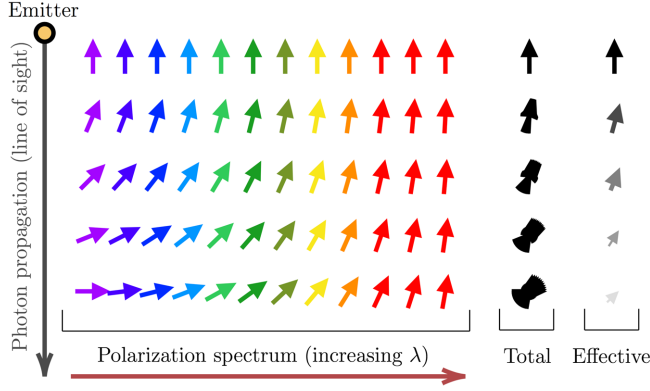 Emitter
Photon propagation (line of sight)
Polarization spectrum (increasing λ)
Total
Effective